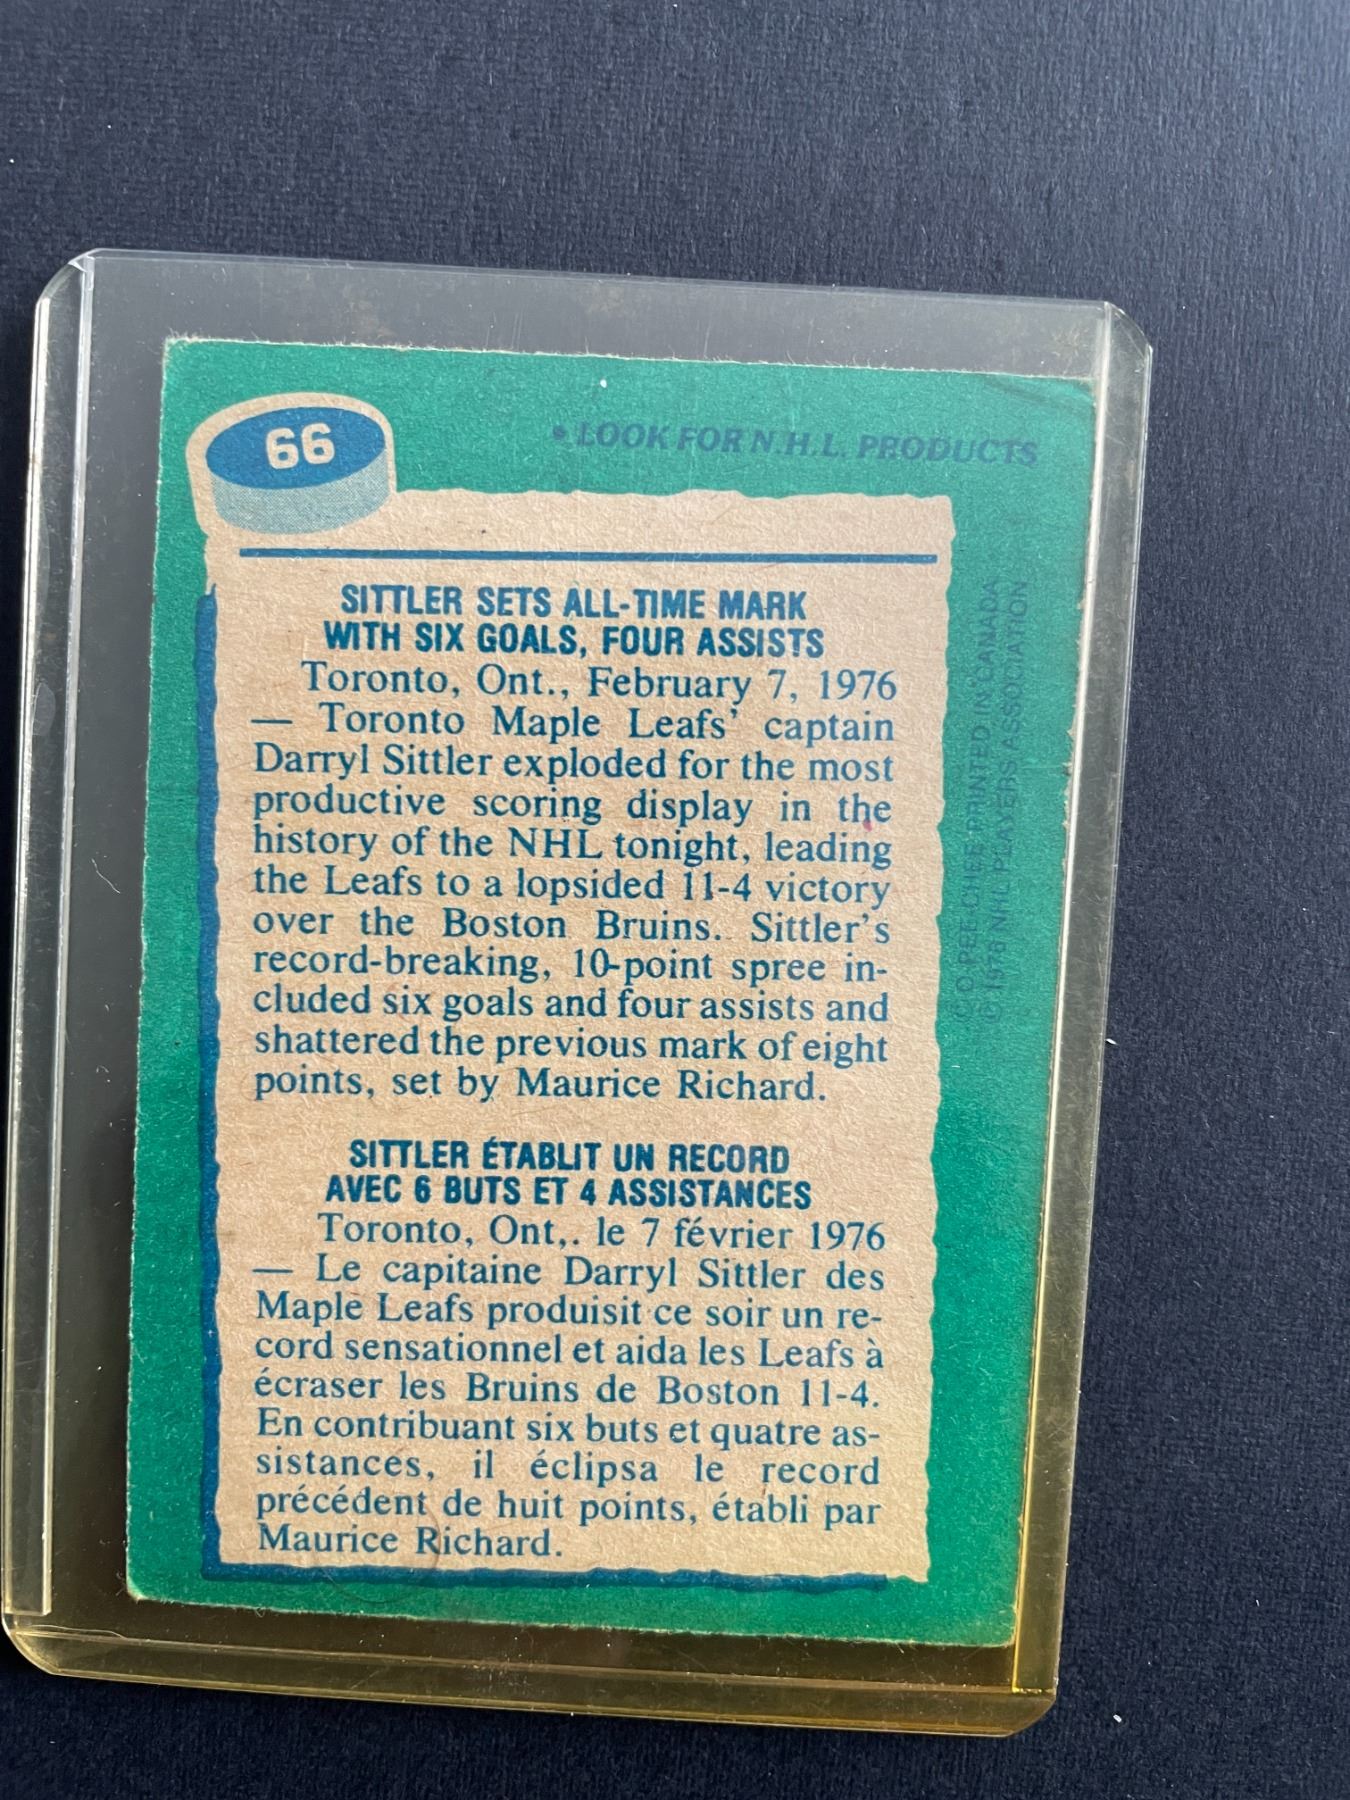 66
• LOOK FOR N.H.L. PRODUCTS
SITTLER SETS ALL-TIME MARK
WITH SIX GOALS, FOUR ASSISTS
Toronto, Ont., February 7, 1976
— Toronto Maple Leafs' captain
Darryl Sittler exploded for the most
productive scoring display in the
history of the NHL tonight, leading
the Leafs to a lopsided 11-4 victory
over the Boston Bruins. Sittler's
record-breaking, 10-point spree in-
cluded six goals and four assists and
shattered the previous mark of eight
points, set by Maurice Richard.
SITTLER ÉTABLIT UN RECORD
AVEC 6 BUTS ET 4 ASSISTANCES
Toronto, Ont,. le 7 février 1976
— Le capitaine Darryl Sittler des
Maple Leafs produisit ce soir un re-
cord sensationnel et aida les Leafs à
écraser les Bruins de Boston 11-4.
En contribuant six buts et quatre as-
sistances, il éclipsa le record
précédent de huit points, établi par
Maurice Richard.
© O-PEE-CHEE PRINTED IN CANADA
© 1976 NHL PLAYERS ASSOCIATION